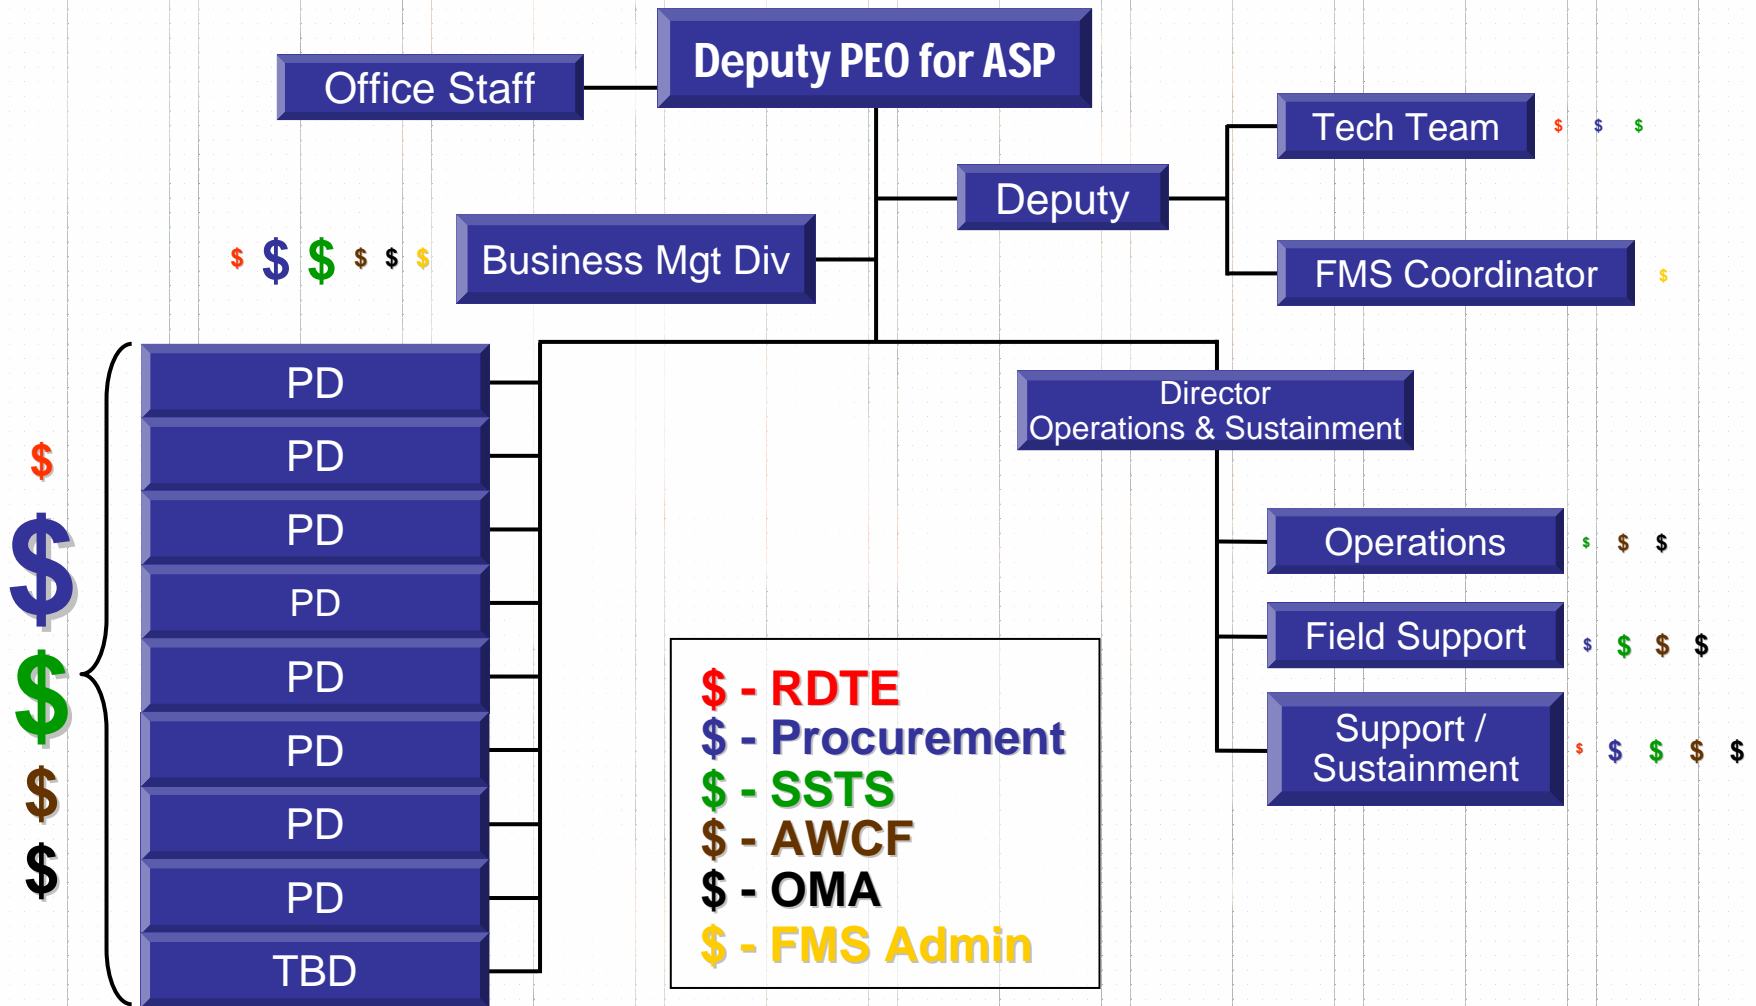 Deputy PEO for ASP
Office Staff
Tech Team $ $ $
Deputy
$ $ $ $ $ $ Business Mgt Div
FMS Coordinator $
PD
PD
PD
PD
PD
PD
PD
PD
TBD
$
$
$
$
$
Director
Operations & Sustainment
Operations $ $ $
Field Support $ $ $ $
Support /
Sustainment
$ $ $ $ $
$ - RDTE
$ - Procurement
$ - SSTS
$ - AWCF
$ - OMA
$ - FMS Admin